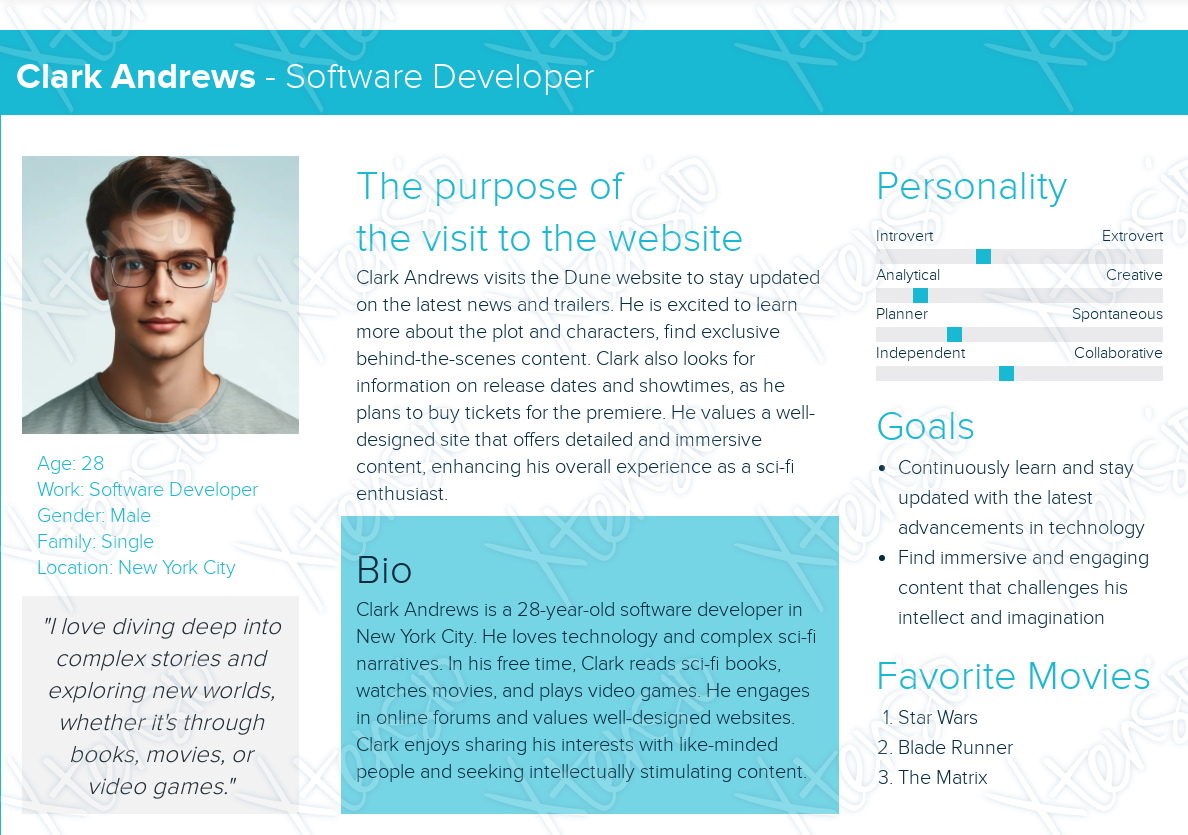 Clark Andrews - Software Developer
Age: 28
Work: Software Developer
Gender: Male
Family: Single
Location: New York City
"I love diving deep into
complex stories and
exploring new worlds,
whether it's through
books, movies, or
video games."
The purpose of
the visit to the website
Clark Andrews visits the Dune website to stay updated
on the latest news and trailers. He is excited to learn
more about the plot and characters, find exclusive
behind-the-scenes content. Clark also looks for
information on release dates and showtimes, as he
plans to buy tickets for the premiere. He values a well-
designed site that offers detailed and immersive
content, enhancing his overall experience as a sci-fi
enthusiast.
Bio
Clark Andrews is a 28-year-old software developer in
New York City. He loves technology and complex sci-fi
narratives. In his free time, Clark reads sci-fi books,
watches movies, and plays video games. He engages
in online forums and values well-designed websites.
Clark enjoys sharing his interests with like-minded
people and seeking intellectually stimulating content.
Personality
Introvert Extrovert
Analytical Creative
Planner Spontaneous
Independent Collaborative
Goals
• Continuously learn and stay
updated with the latest
advancements in technology
• Find immersive and engaging
content that challenges his
intellect and imagination
Favorite Movies
1. Star Wars
2. Blade Runner
3. The Matrix
Xtensio